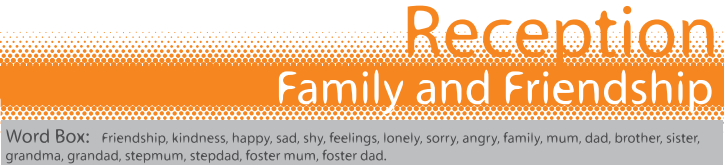 Reception
Family and Friendship
Word Box: Friendship, kindness, happy, sad, shy, feelings, lonely, sorry, angry, family, mum, dad, brother, sister,
grandma, grandad, stepmum, stepdad, foster mum, foster dad.